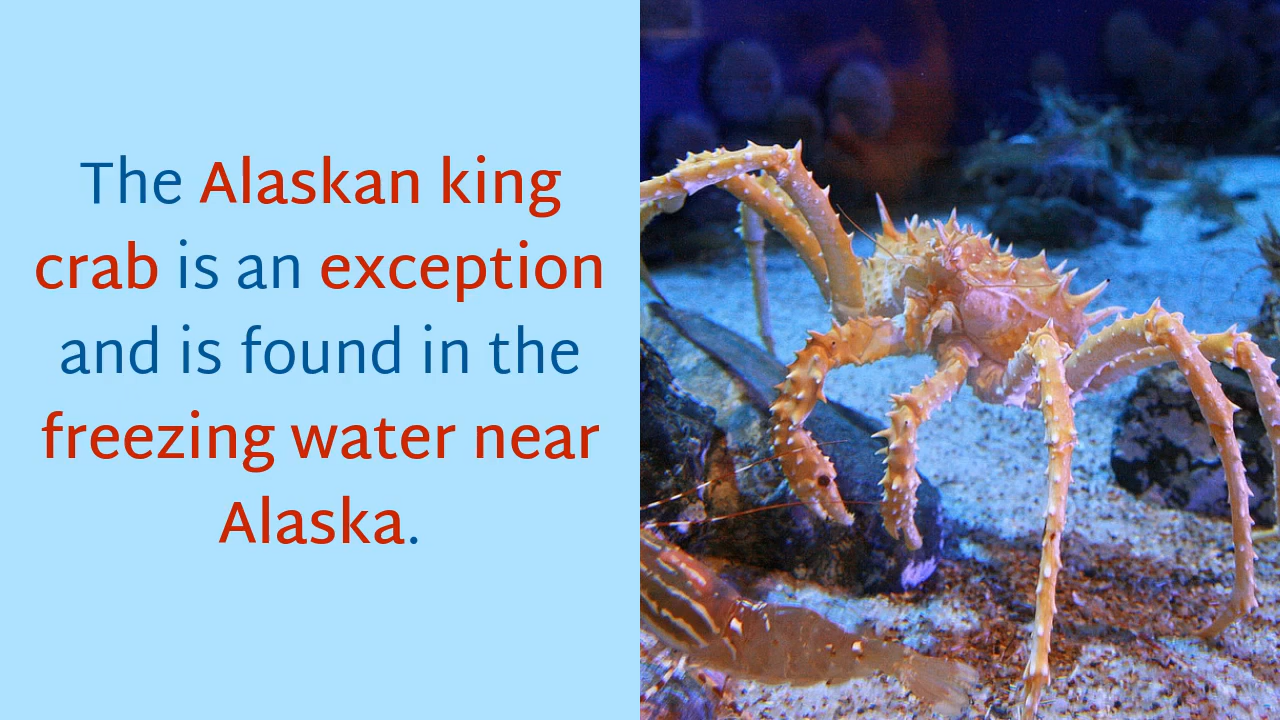 The Alaskan king
crab is an exception
and is found in the
freezing water near
Alaska.